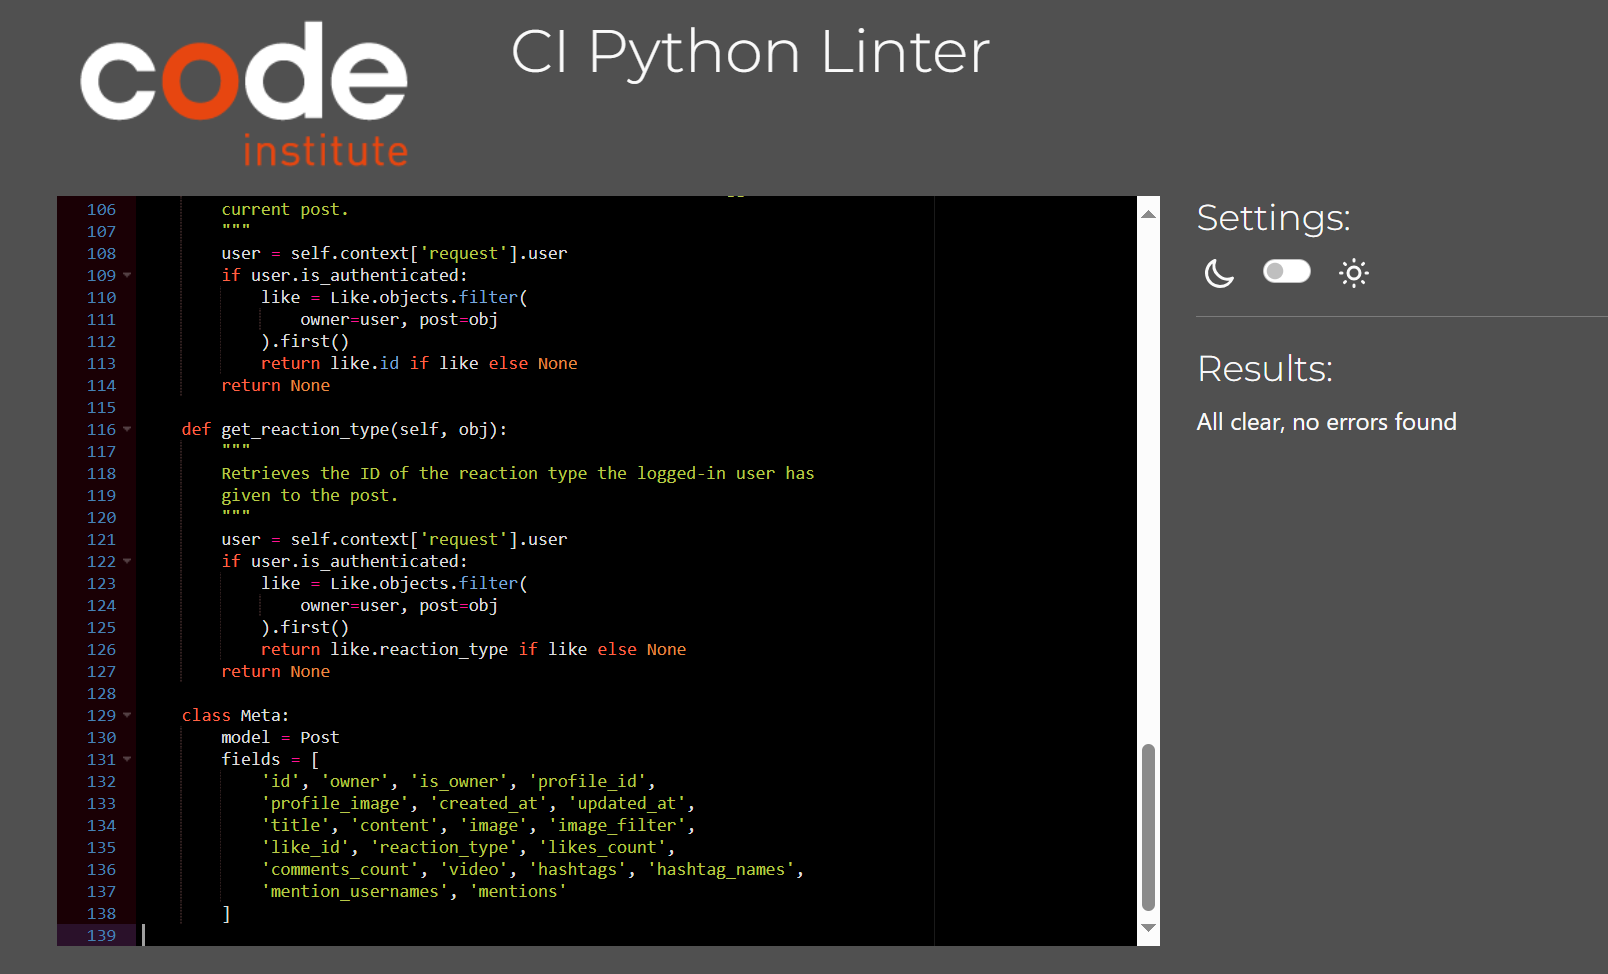 code
institute
CI Python Linter
106 current post.
107 """
108 user = self.context['request'].user
109 if user.is_authenticated:
110 like = Like.objects.filter(
111 owner=user, post=obj
112 ).first()
113 return like.id if like else None
114 return None
115
116 def get_reaction_type(self, obj):
117 """
118 Retrieves the ID of the reaction type the logged-in user has
119 given to the post.
120 """
121 user = self.context['request'].user
122 if user.is_authenticated:
123 like = Like.objects.filter(
124 owner=user, post=obj
125 ).first()
126 return like.reaction_type if like else None
127 return None
128
129 class Meta:
130 model = Post
131 fields = [
132 'id', 'owner', 'is_owner', 'profile_id',
133 'profile_image', 'created_at', 'updated_at',
134 'title', 'content', 'image', 'image_filter',
135 'like_id', 'reaction_type', 'likes_count',
136 'comments_count', 'video', 'hashtags', 'hashtag_names',
137 'mention_usernames', 'mentions'
138 ]
139
Settings:
Results:
All clear, no errors found